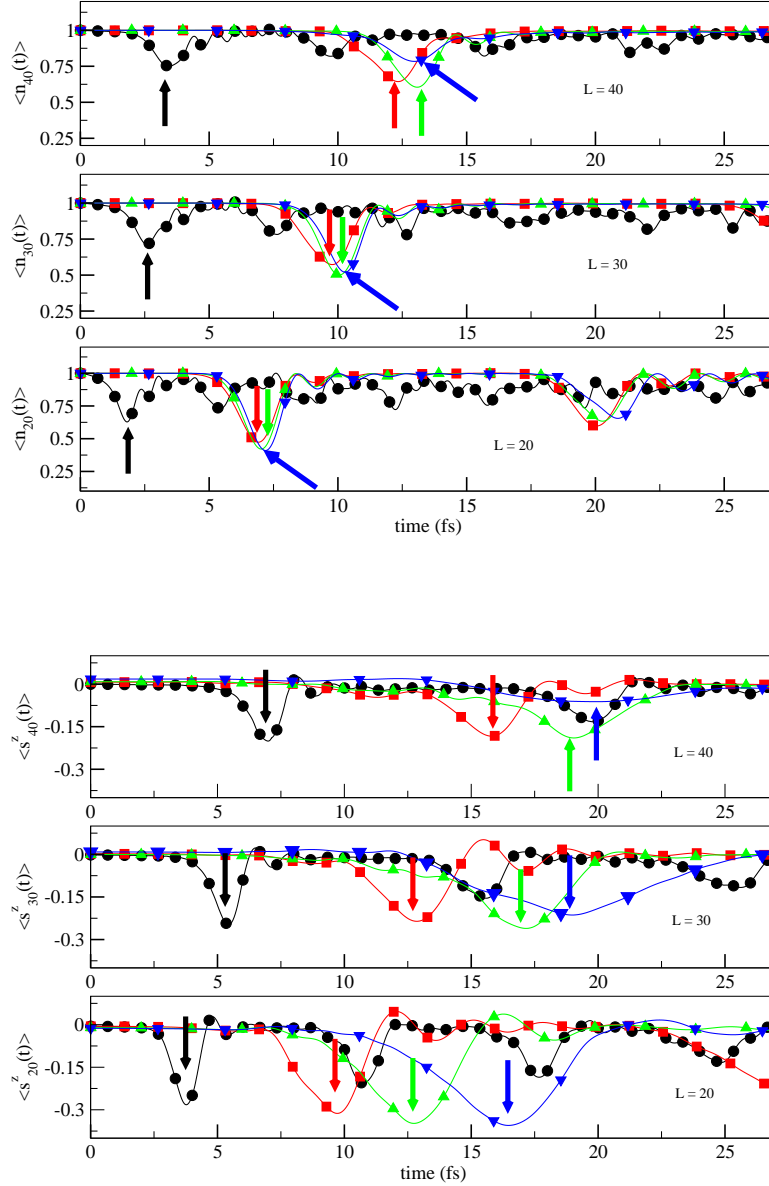 1
0.75
0.5
0.25
<n40(t)>
L = 40
0 5 10 15 20 25
1
0.75
0.5
0.25
<n30(t)>
L = 30
0 5 10 15 20 25
1
0.75
0.5
0.25
<n20(t)>
L = 20
0 5 10 15 20 25
time (fs)
0
-0.15
-0.3
<s^z_40(t)>
L = 40
0 5 10 15 20 25
0
-0.15
-0.3
<s^z_30(t)>
L = 30
0 5 10 15 20 25
0
-0.15
-0.3
<s^z_20(t)>
L = 20
0 5 10 15 20 25
time (fs)